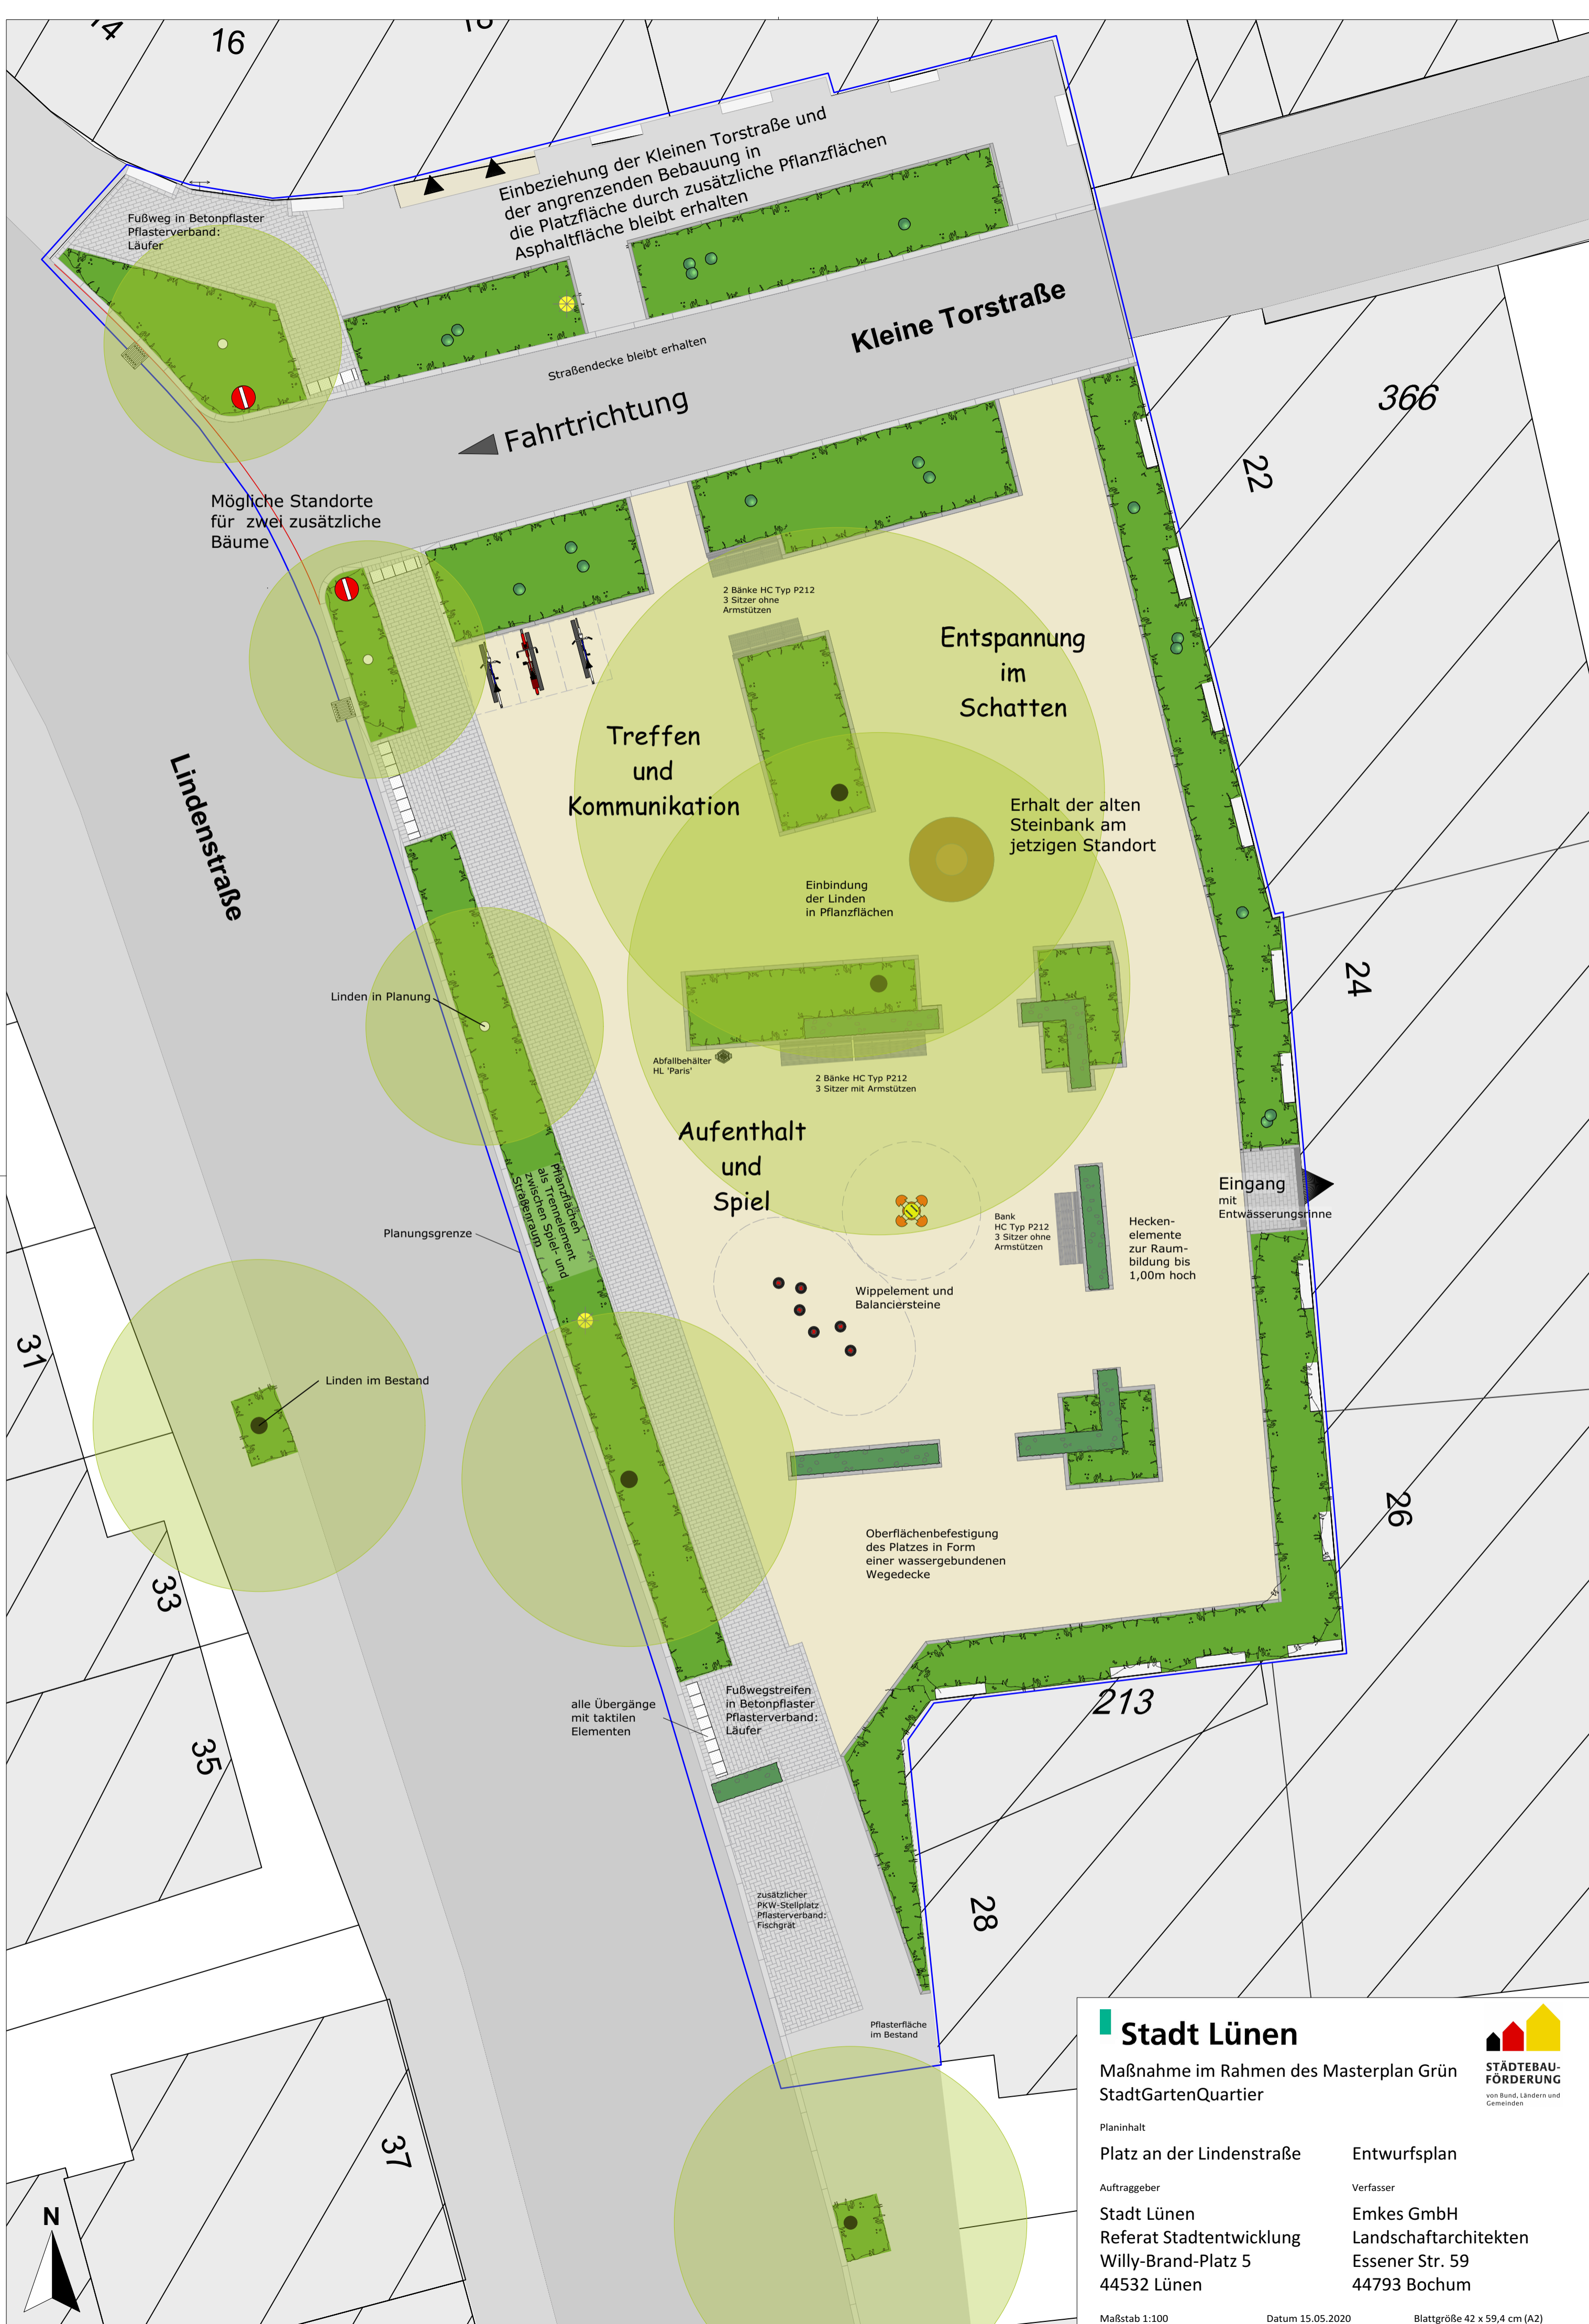 16
Einbeziehung der Kleinen Torstraße und
der angrenzenden Bebauung in
die Platzfläche durch zusätzliche Pflanzflächen
Asphaltfläche bleibt erhalten
Fußweg in Betonpflaster
Pflasterverband:
Läufer
Kleine Torstraße
Straßendecke bleibt erhalten
Fahrtrichtung
366
22
Mögliche Standorte
für zwei zusätzliche
Bäume
2 Bänke HC Typ P212
3 Sitzer ohne
Armstützen
Entspannung
im
Schatten
Treffen
und
Kommunikation
Lindenstraße
Erhalt der alten
Steinbank am
jetzigen Standort
Einbindung
der Linden
in Pflanzflächen
24
Linden in Planung
Abfallbehälter
HL 'Paris'
2 Bänke HC Typ P212
3 Sitzer mit Armstützen
Aufenthalt
und
Spiel
Pflanzflächen
als Trennelement
zwischen Spiel- und
Straßenraum
Eingang
mit
Entwässerungsrinne
Planungsgrenze
Bank
HC Typ P212
3 Sitzer ohne
Armstützen
Hecken-
elemente
zur Raum-
bildung bis
1,00m hoch
Wippelement und
Balanciersteine
31
Linden im Bestand
26
Oberflächenbefestigung
des Platzes in Form
einer wassergebundenen
Wegedecke
33
alle Übergänge
mit taktilen
Elementen
Fußwegstreifen
in Betonpflaster
Pflasterverband:
Läufer
213
35
zusätzlicher
PKW-Stellplatz
Pflasterverband:
Fischgrät
28
Pflasterfläche
im Bestand
37
N
Stadt Lünen
STÄDTEBAU-
FÖRDERUNG
von Bund, Ländern und
Gemeinden
Maßnahme im Rahmen des Masterplan Grün
StadtGartenQuartier
Planinhalt
Platz an der Lindenstraße Entwurfsplan
Auftraggeber Verfasser
Stadt Lünen Emkes GmbH
Referat Stadtentwicklung Landschaftarchitekten
Willy-Brand-Platz 5 Essener Str. 59
44532 Lünen 44793 Bochum
Maßstab 1:100 Datum 15.05.2020 Blattgröße 42 x 59,4 cm (A2)